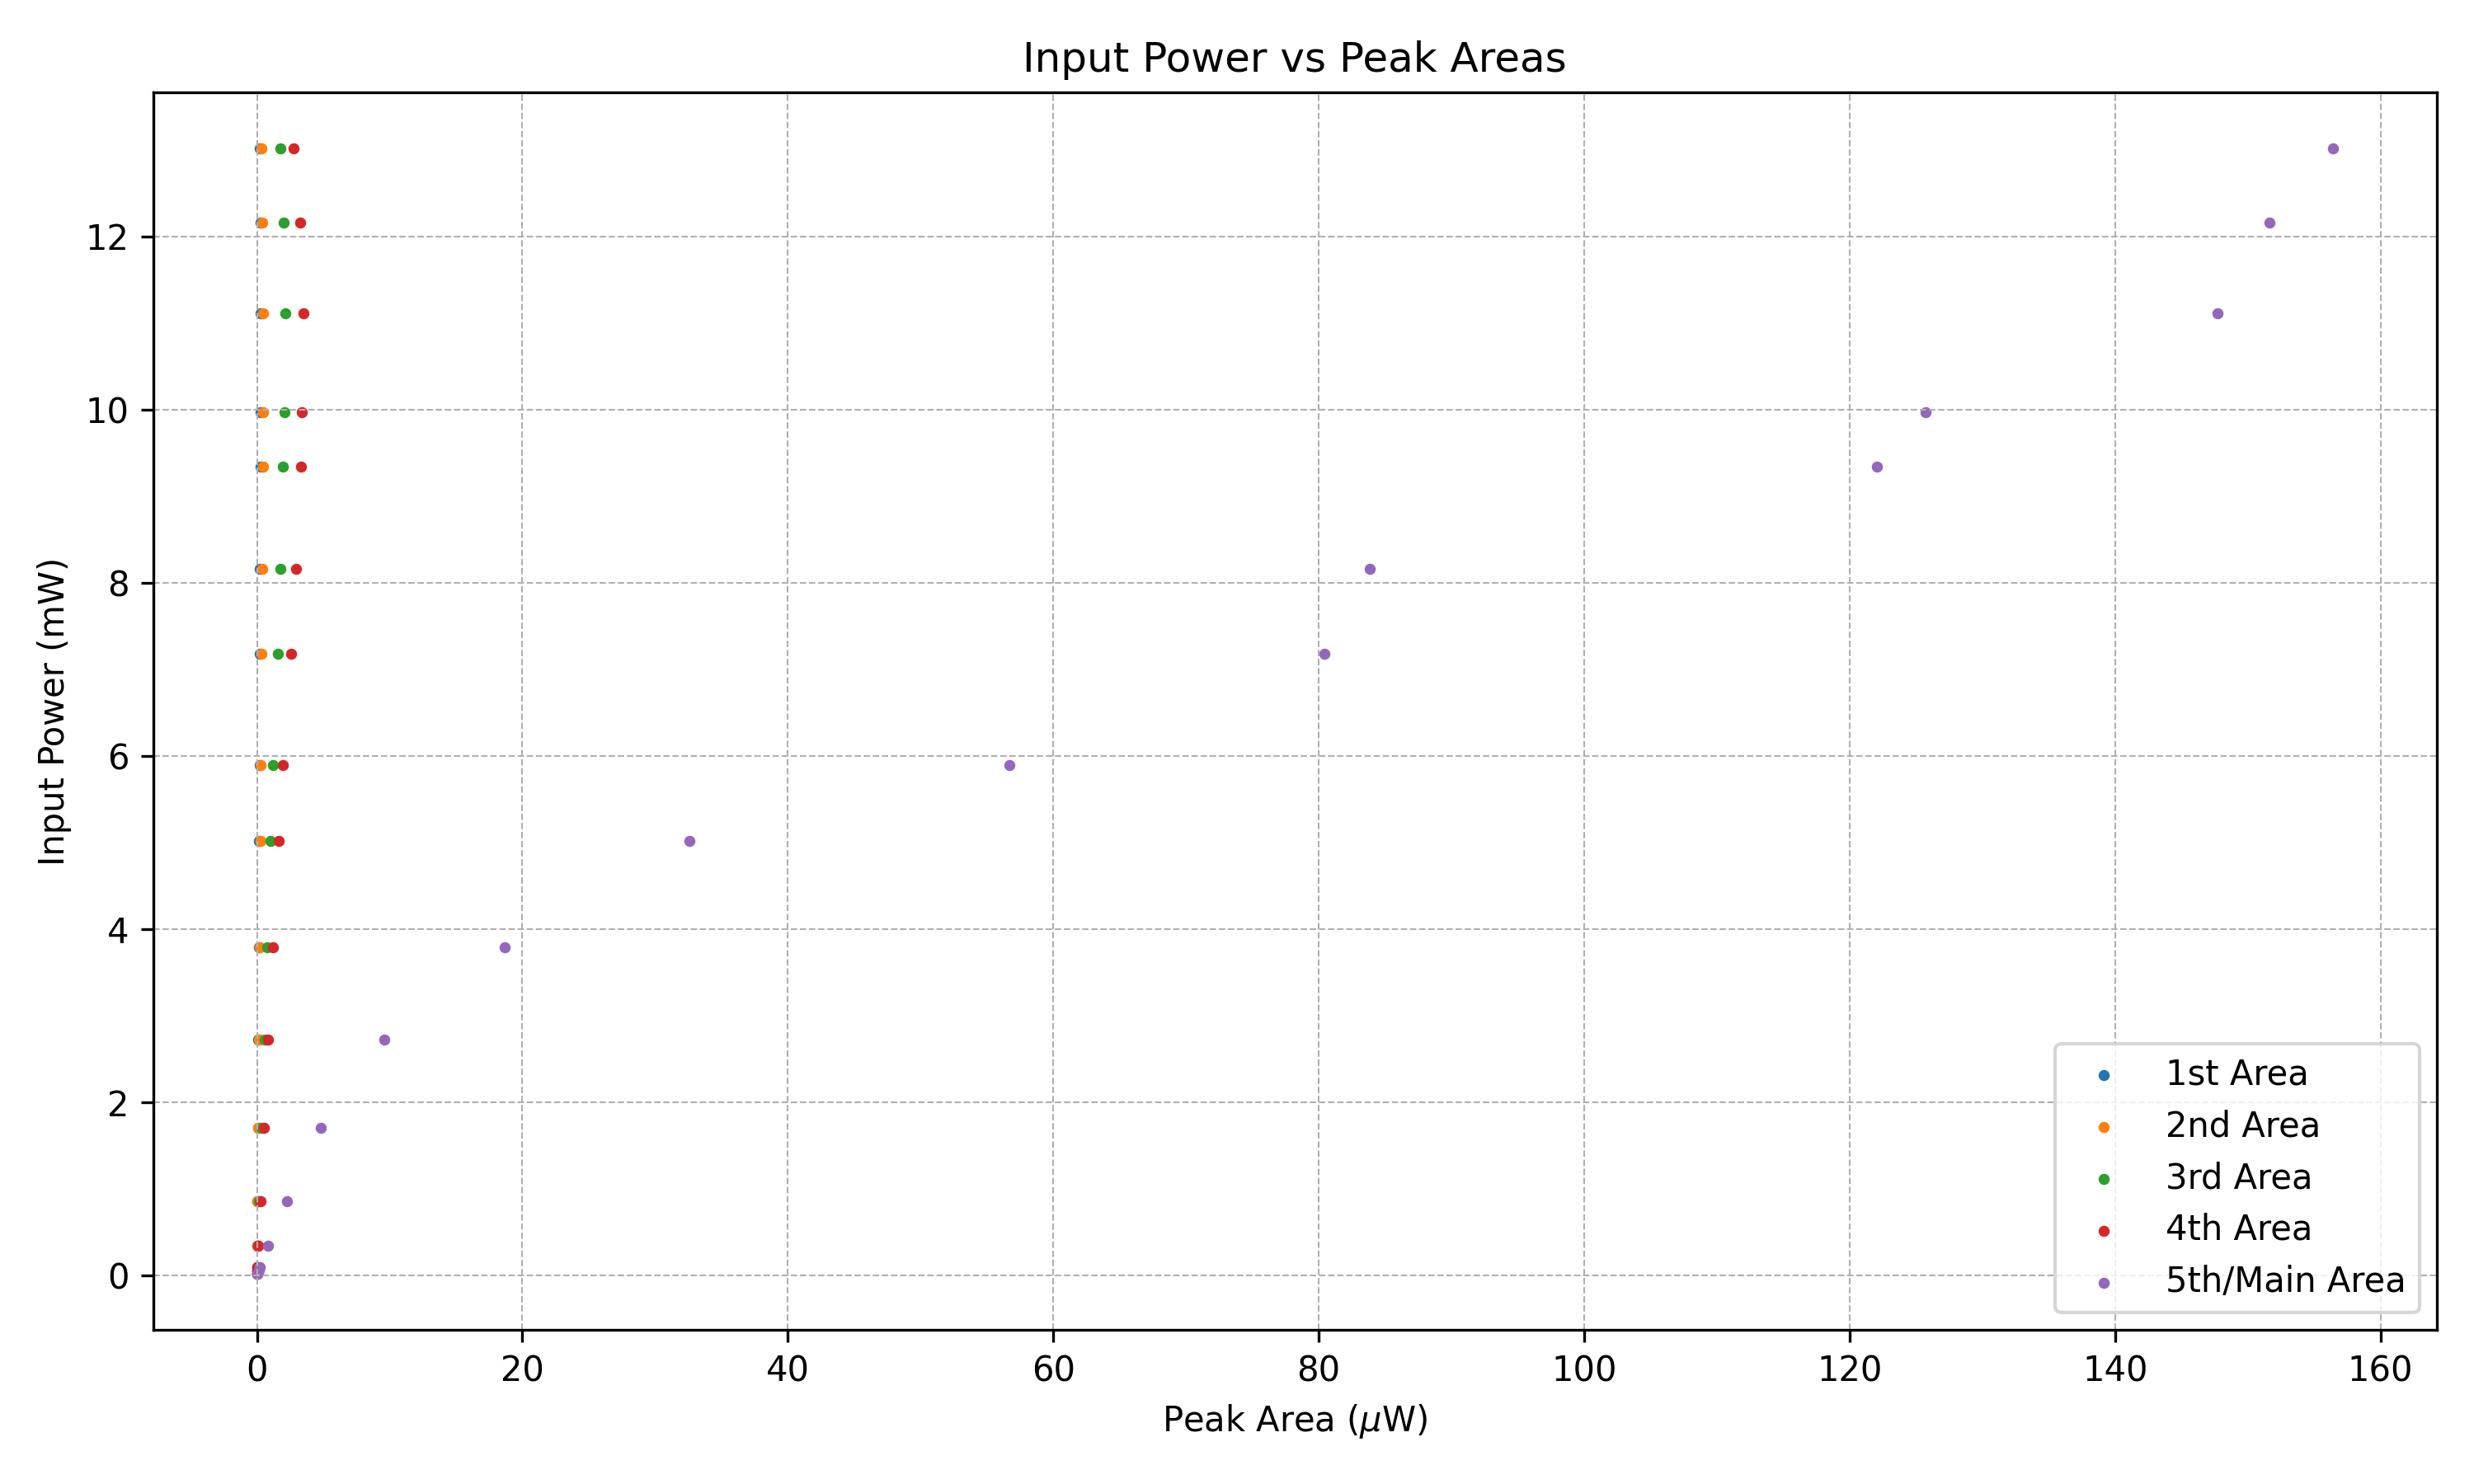 Input Power vs Peak Areas
Input Power (mW)
12
10
8
6
4
2
0
0 20 40 60 80 100 120 140 160
Peak Area (μW)
1st Area
2nd Area
3rd Area
4th Area
5th/Main Area